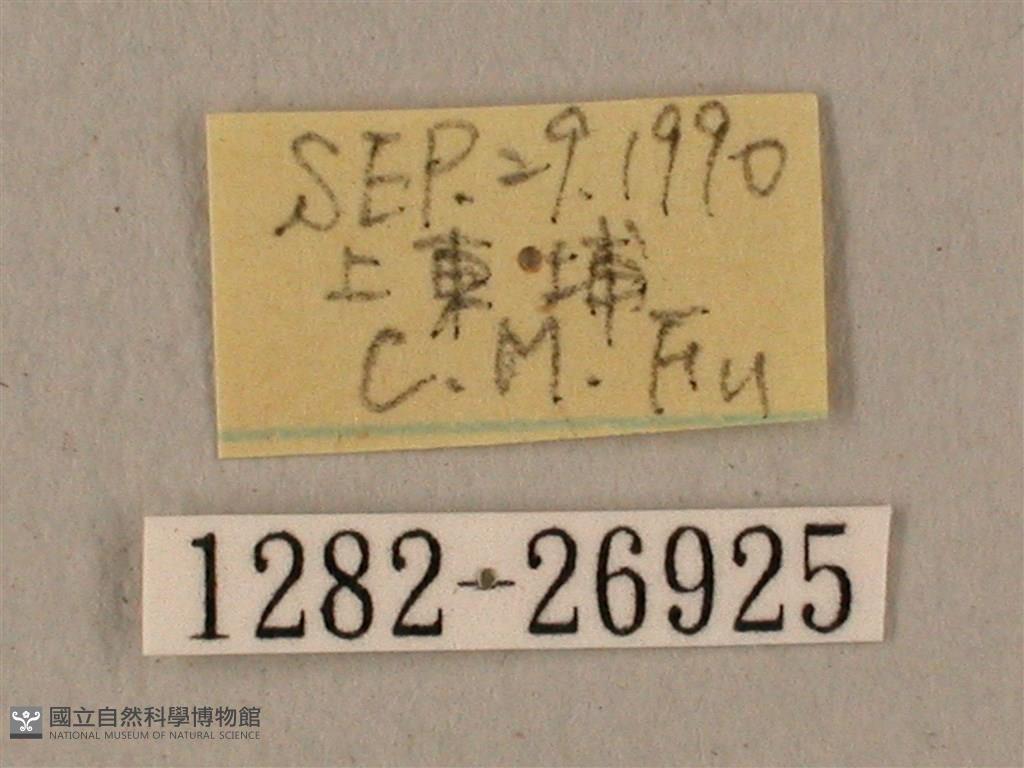 SEP. 29. 1990
上東埔
C. M. Fu
1282-26925
國立自然科學博物館
NATIONAL MUSEUM OF NATURAL SCIENCE